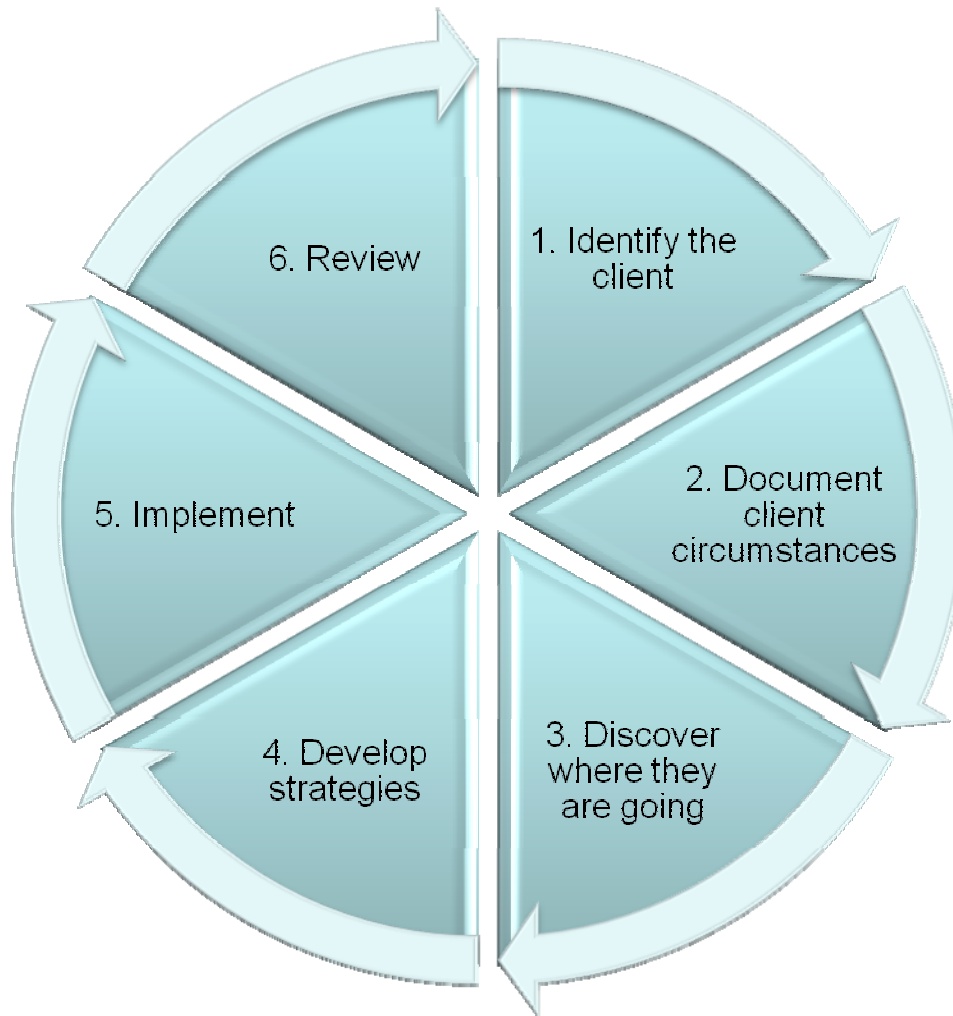 1. Identify the
client
2. Document
client
circumstances
3. Discover
where they
are going
4. Develop
strategies
5. Implement
6. Review